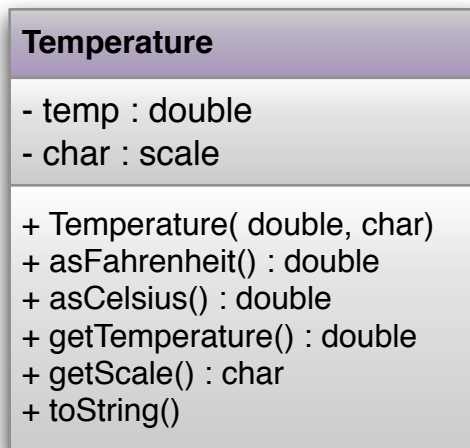 Temperature
- temp : double
- char : scale
+ Temperature( double, char)
+ asFahrenheit() : double
+ asCelsius() : double
+ getTemperature() : double
+ getScale() : char
+ toString()